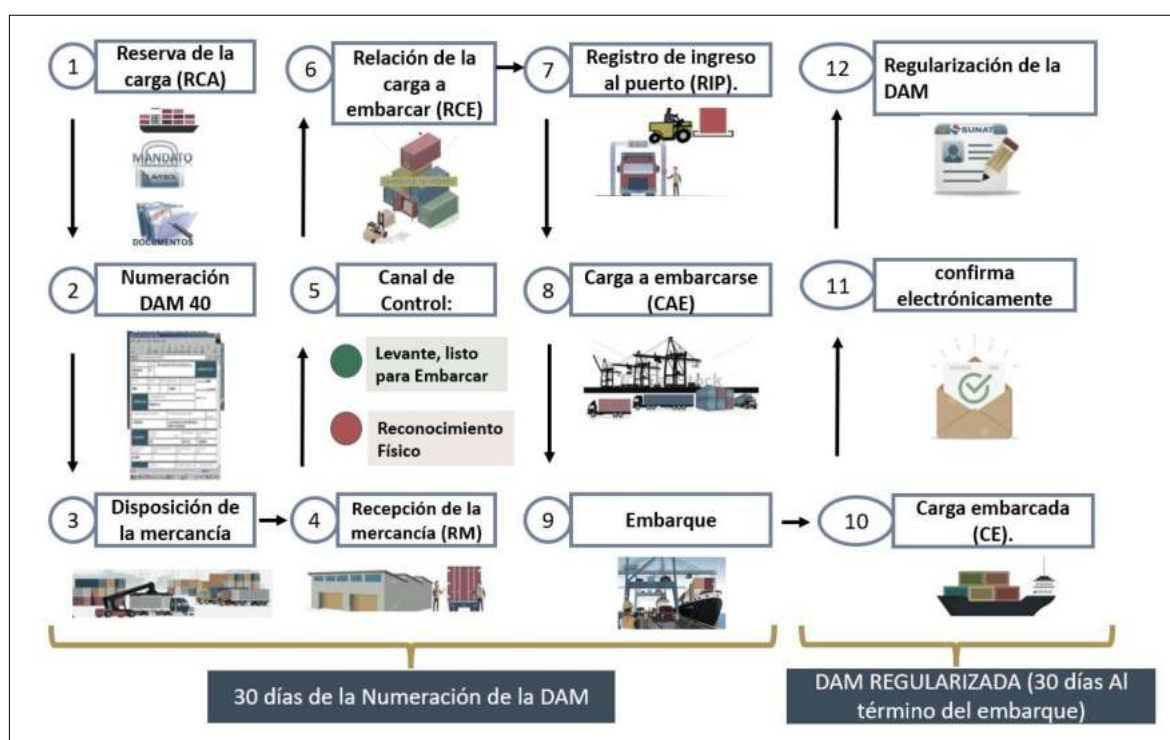 1
Reserva de la
carga (RCA)
MANDATO
DOCUMENTOS
2
Numeración
DAM 40
3
Disposición de
la mercancía
4
Recepción de la
mercancía (RM)
5
Canal de
Control:
Levante, listo
para Embarcar
Reconocimiento
Físico
6
Relación de la
carga a
embarcar (RCE)
7
Registro de ingreso
al puerto (RIP).
8
Carga a embarcarse
(CAE)
9
Embarque
10
Carga embarcada
(CE).
11
confirma
electrónicamente
12
Regularización de la
DAM
SUNAT
30 días de la Numeración de la DAM
DAM REGULARIZADA (30 días Al
término del embarque)